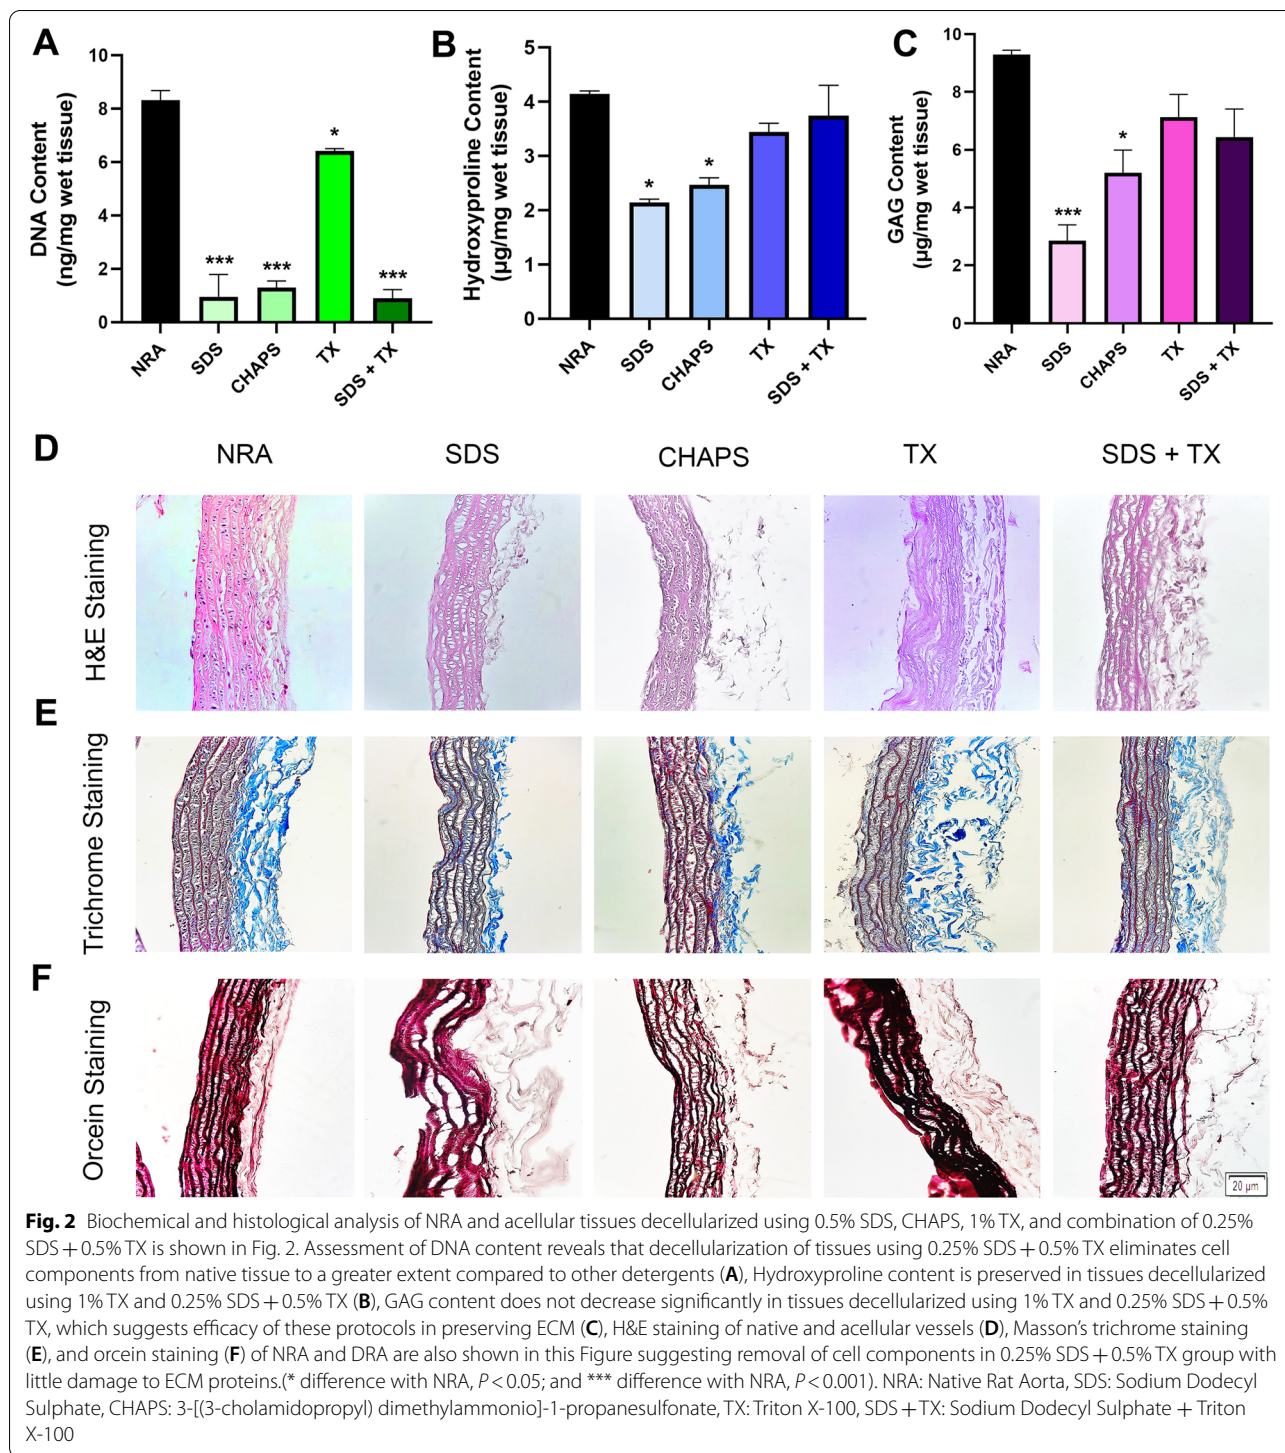 A
DNA Content
(ng/mg wet tissue)
10
8
6
4
2
0
***
***
*
***
NRA
SDS
CHAPS
TX
SDS + TX
B
Hydroxyproline Content
(µg/mg wet tissue)
5
4
3
2
1
0
*
*
NRA
SDS
CHAPS
TX
SDS + TX
C
GAG Content
(µg/mg wet tissue)
10
8
6
4
2
0
***
*
NRA
SDS
CHAPS
TX
SDS + TX
D
NRA
SDS
CHAPS
TX
SDS + TX
H&E Staining
E
Trichrome Staining
F
Orcein Staining
20 µm
Fig. 2 Biochemical and histological analysis of NRA and acellular tissues decellularized using 0.5% SDS, CHAPS, 1% TX, and combination of 0.25%
SDS + 0.5% TX is shown in Fig. 2. Assessment of DNA content reveals that decellularization of tissues using 0.25% SDS + 0.5% TX eliminates cell
components from native tissue to a greater extent compared to other detergents (A), Hydroxyproline content is preserved in tissues decellularized
using 1% TX and 0.25% SDS + 0.5% TX (B), GAG content does not decrease significantly in tissues decellularized using 1% TX and 0.25% SDS + 0.5%
TX, which suggests efficacy of these protocols in preserving ECM (C), H&E staining of native and acellular vessels (D), Masson's trichrome staining
(E), and orcein staining (F) of NRA and DRA are also shown in this Figure suggesting removal of cell components in 0.25% SDS + 0.5% TX group with
little damage to ECM proteins.(* difference with NRA, P < 0.05; and *** difference with NRA, P < 0.001). NRA: Native Rat Aorta, SDS: Sodium Dodecyl
Sulphate, CHAPS: 3-[(3-cholamidopropyl) dimethylammonio]-1-propanesulfonate, TX: Triton X-100, SDS + TX: Sodium Dodecyl Sulphate + Triton
X-100